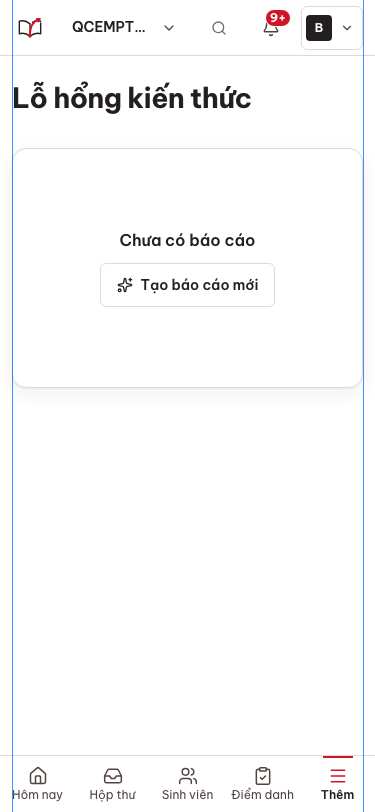 QCEMPT...
9+
B
Lỗ hổng kiến thức
Chưa có báo cáo
Tạo báo cáo mới
Hôm nay
Hộp thư
Sinh viên
Điểm danh
Thêm